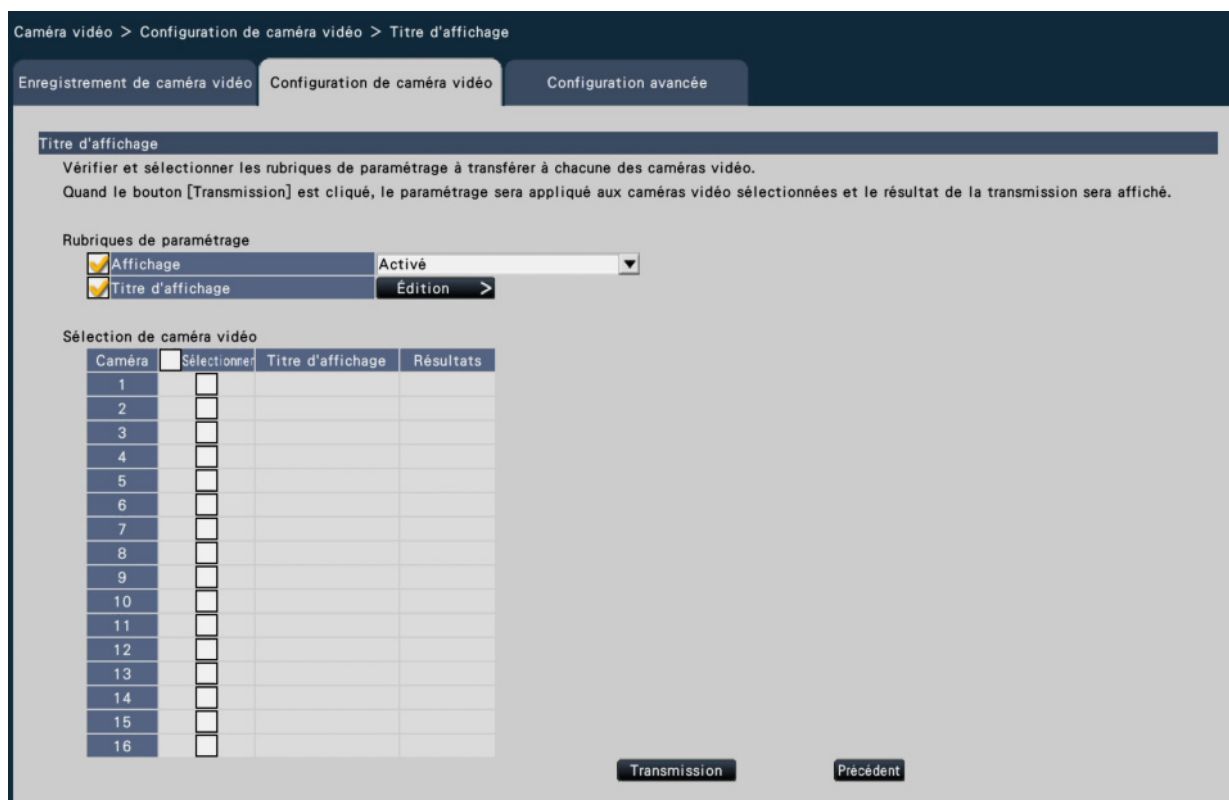 Caméra vidéo > Configuration de caméra vidéo > Titre d'affichage
Enregistrement de caméra vidéo Configuration de caméra vidéo Configuration avancée
Titre d'affichage
Vérifier et sélectionner les rubriques de paramétrage à transférer à chacune des caméras vidéo.
Quand le bouton [Transmission] est cliqué, le paramétrage sera appliqué aux caméras vidéo sélectionnées et le résultat de la transmission sera affiché.
Rubriques de paramétrage
Affichage Activé
Titre d'affichage Édition >
Sélection de caméra vidéo
Caméra Sélectionner Titre d'affichage Résultats
1
2
3
4
5
6
7
8
9
10
11
12
13
14
15
16
Transmission Précédent